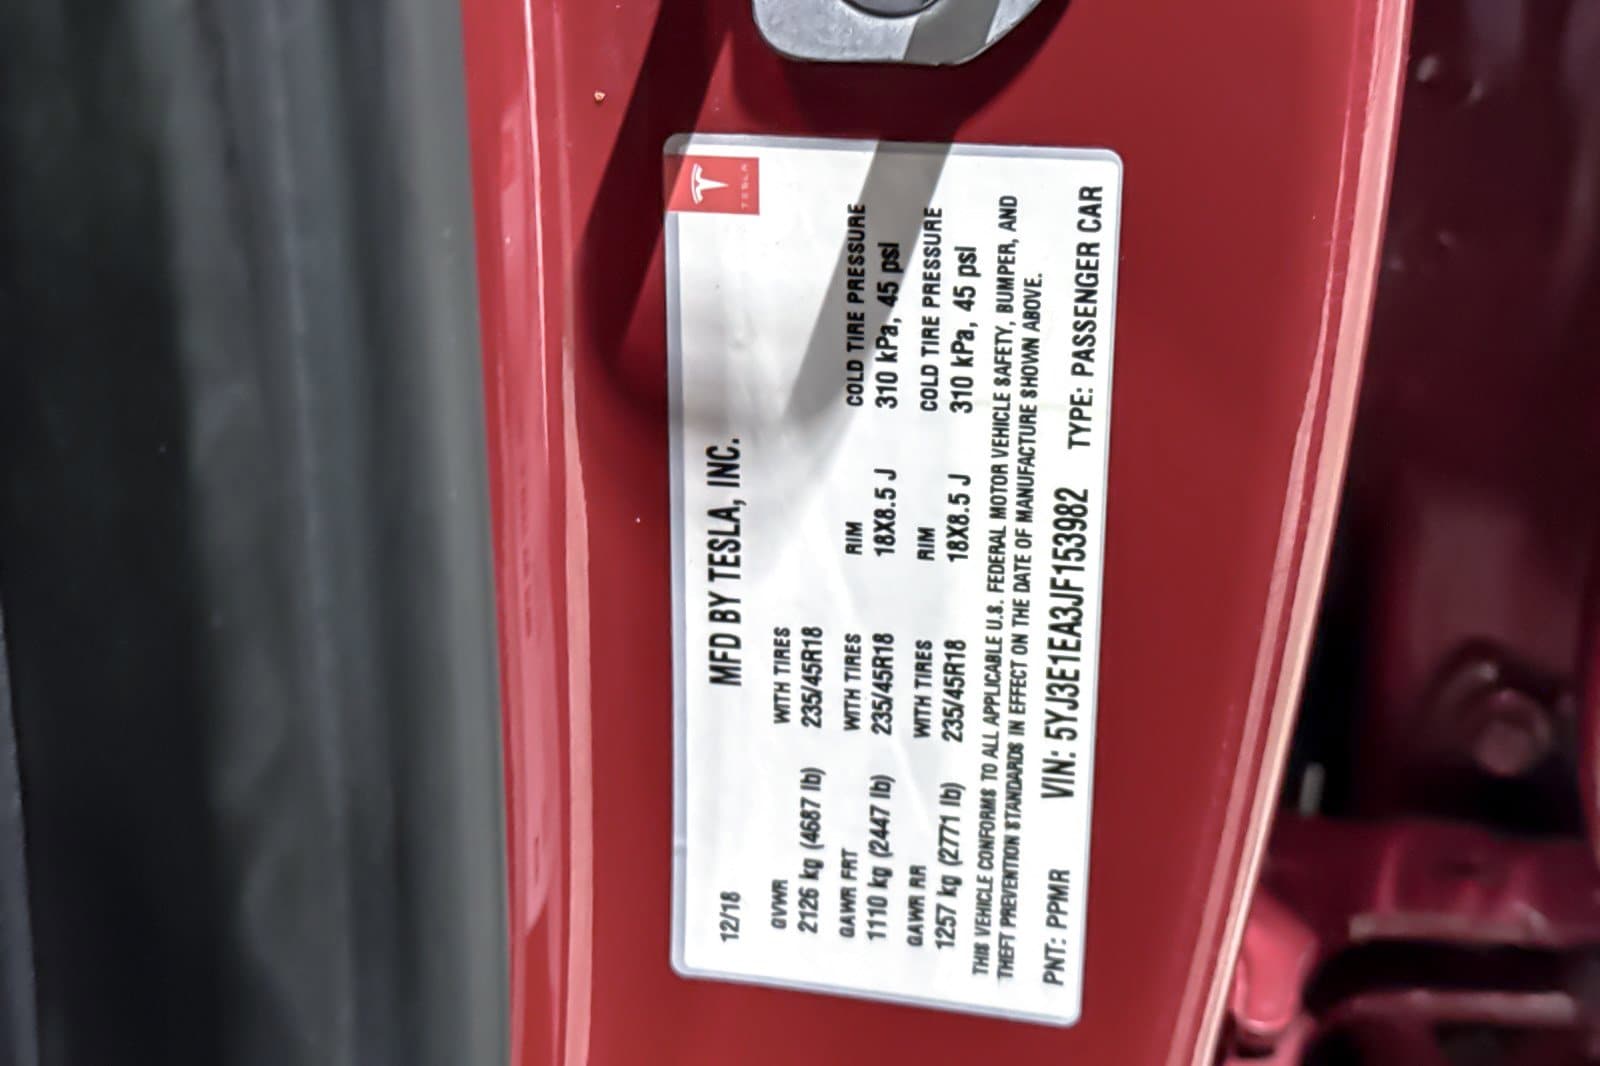 TESLA
12/18 MFD BY TESLA, INC.
GVWR WITH TIRES
2126 kg (4687 lb) 235/45R18
GAWR FRT WITH TIRES RIM COLD TIRE PRESSURE
1110 kg (2447 lb) 235/45R18 18X8.5 J 310 kPa, 45 psi
GAWR RR WITH TIRES RIM COLD TIRE PRESSURE
1257 kg (2771 lb) 235/45R18 18X8.5 J 310 kPa, 45 psi
THIS VEHICLE CONFORMS TO ALL APPLICABLE U.S. FEDERAL MOTOR VEHICLE SAFETY, BUMPER, AND
THEFT PREVENTION STANDARDS IN EFFECT ON THE DATE OF MANUFACTURE SHOWN ABOVE.
PNT: PPMR VIN: 5YJ3E1EA3JF153982 TYPE: PASSENGER CAR